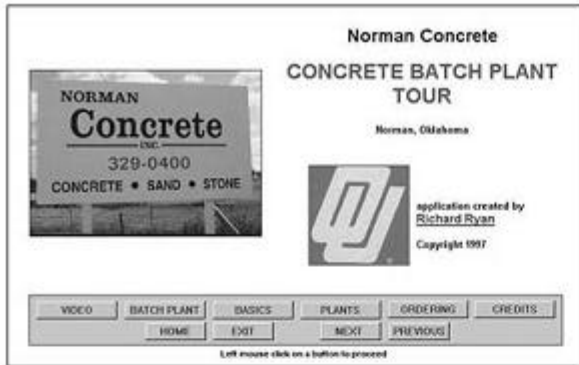 Norman Concrete
CONCRETE BATCH PLANT
TOUR
Norman, Oklahoma
NORMAN
Concrete
INC.
329-0400
CONCRETE • SAND • STONE
OU
application created by
Richard Ryan
Copyright 1997
VIDEO BATCH PLANT BASICS PLANTS ORDERING CREDITS
HOME EXIT NEXT PREVIOUS
Left mouse click on a button to proceed